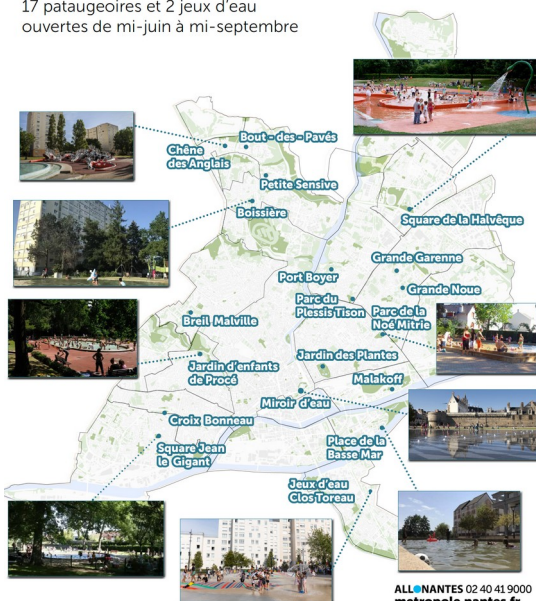 17 pataugeoires et 2 jeux d'eau
ouvertes de mi-juin à mi-septembre
Bout - des - Pavés
Chêne
des Anglais
Petite Sensive
Boissière
Square de la Halvêque
Grande Garenne
Port Boyer
Grande Noue
Parc du
Plessis Tison
Parc de la
Noë Mitrie
Breil Malville
Jardin des Plantes
Jardin d'enfants
de Procé
Malakoff
Miroir d'eau
Croix Bonneau
Place de la
Basse Mar
Square Jean
le Gigant
Jeux d'eau
Clos Toreau
ALLONANTES 02 40 41 9000
metropole.nantes.fr